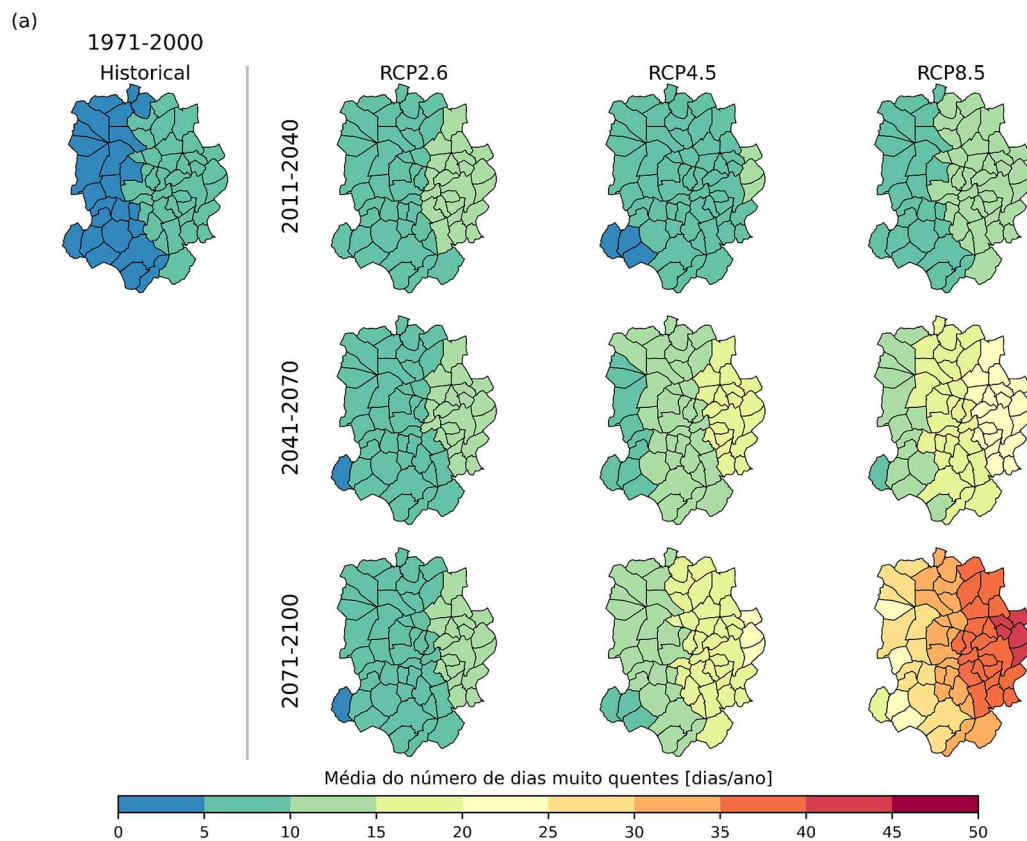 (a)
1971-2000
Historical
RCP2.6
RCP4.5
RCP8.5
2011-2040
2041-2070
2071-2100
Média do número de dias muito quentes [dias/ano]
0 5 10 15 20 25 30 35 40 45 50